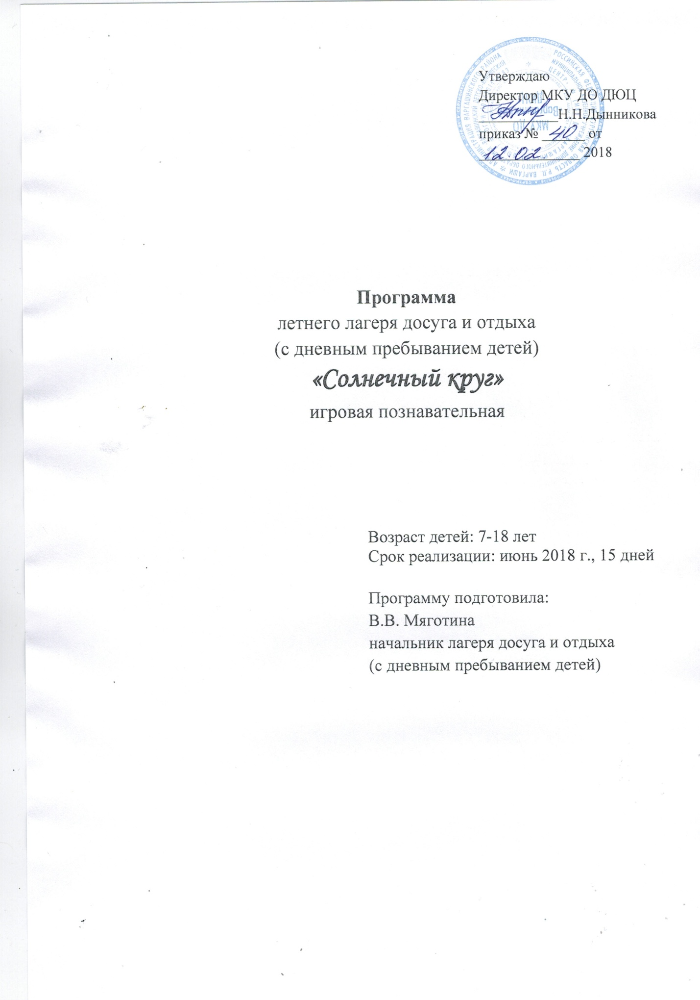 Утверждаю
Директор МКУ ДО ДЮЦ
___________Н.Н.Дынникова
приказ № 40 от
12.02. 2018
Программа
летнего лагеря досуга и отдыха
(с дневным пребыванием детей)
«Солнечный круг»
игровая познавательная
Возраст детей: 7-18 лет
Срок реализации: июнь 2018 г., 15 дней
Программу подготовила:
В.В. Мяготина
начальник лагеря досуга и отдыха
(с дневным пребыванием детей)